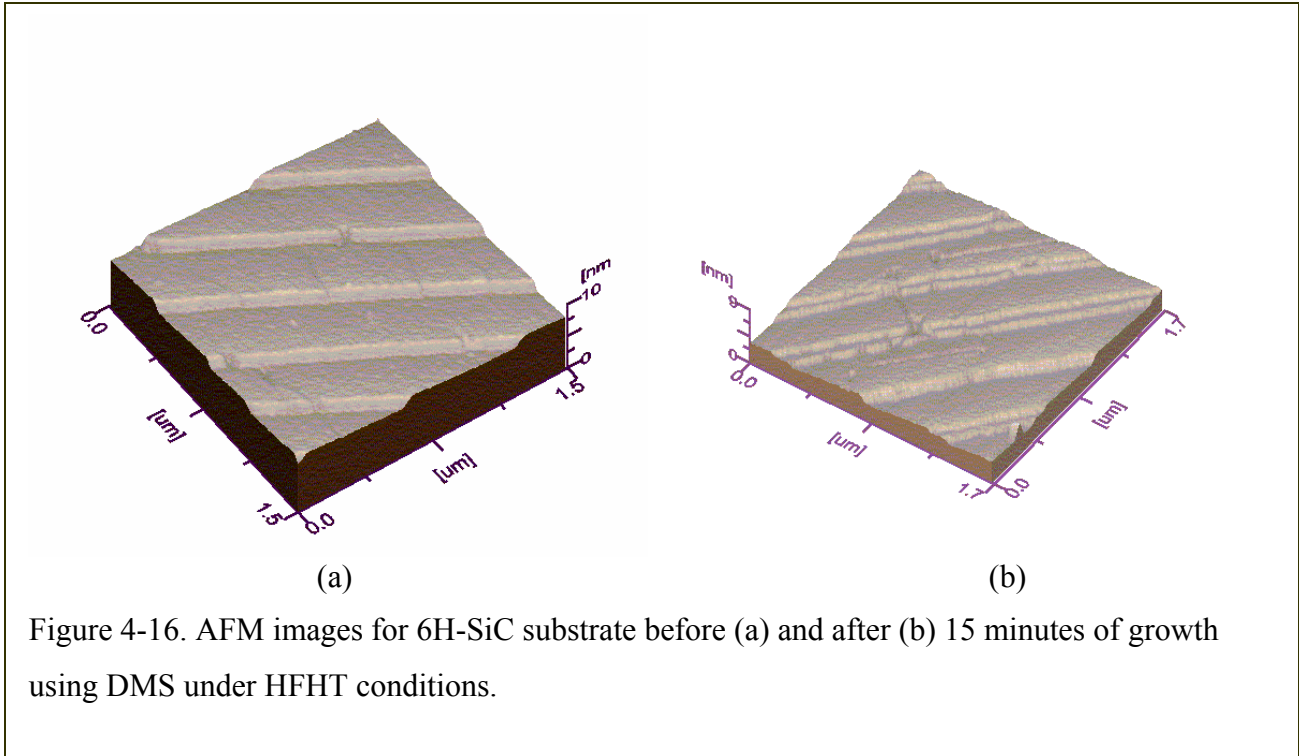 [nm
10
0
0.0
[um]
1.5
0.0
[um]
1.5
[nm]
9
0
0.0
[um]
1.7
0.0
[um]
1.7
(a)
(b)
Figure 4-16. AFM images for 6H-SiC substrate before (a) and after (b) 15 minutes of growth
using DMS under HFHT conditions.